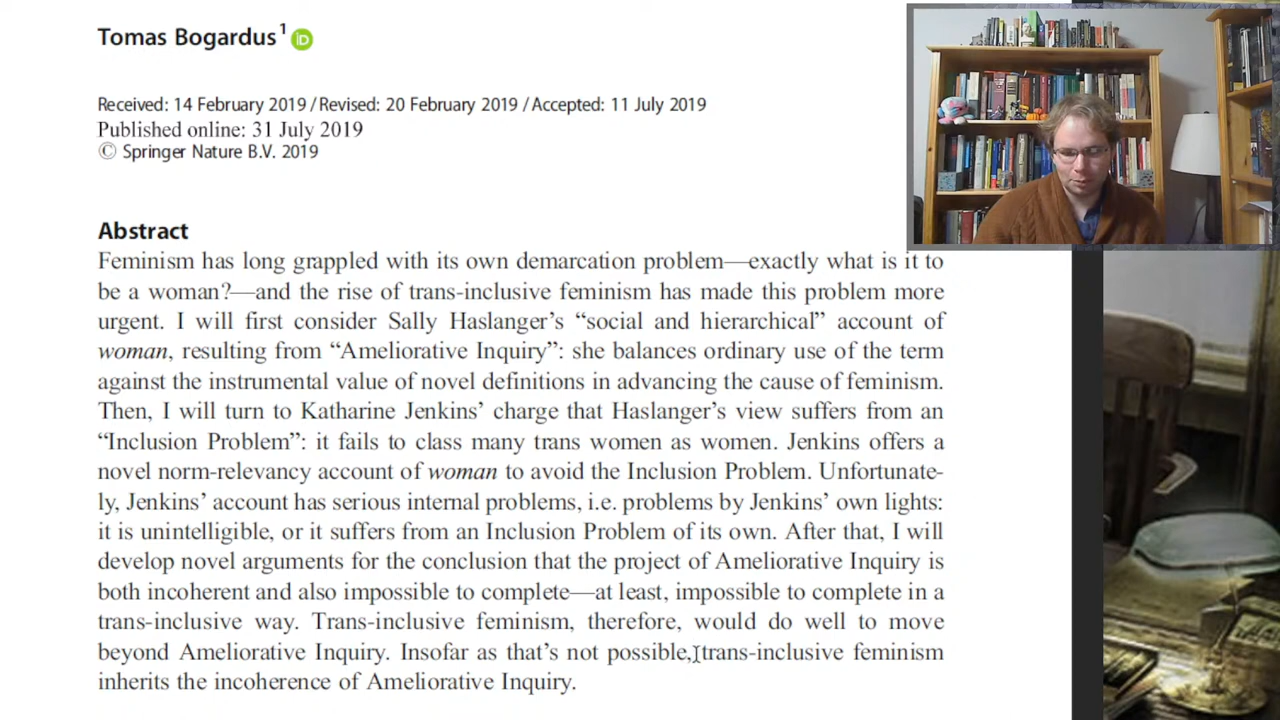 Tomas Bogardus¹ iD
Received: 14 February 2019 / Revised: 20 February 2019 / Accepted: 11 July 2019
Published online: 31 July 2019
© Springer Nature B.V. 2019
Abstract
Feminism has long grappled with its own demarcation problem—exactly what is it to
be a woman?—and the rise of trans-inclusive feminism has made this problem more
urgent. I will first consider Sally Haslanger’s “social and hierarchical” account of
woman, resulting from “Ameliorative Inquiry”: she balances ordinary use of the term
against the instrumental value of novel definitions in advancing the cause of feminism.
Then, I will turn to Katharine Jenkins’ charge that Haslanger’s view suffers from an
“Inclusion Problem”: it fails to class many trans women as women. Jenkins offers a
novel norm-relevancy account of woman to avoid the Inclusion Problem. Unfortunate-
ly, Jenkins’ account has serious internal problems, i.e. problems by Jenkins’ own lights:
it is unintelligible, or it suffers from an Inclusion Problem of its own. After that, I will
develop novel arguments for the conclusion that the project of Ameliorative Inquiry is
both incoherent and also impossible to complete—at least, impossible to complete in a
trans-inclusive way. Trans-inclusive feminism, therefore, would do well to move
beyond Ameliorative Inquiry. Insofar as that’s not possible, trans-inclusive feminism
inherits the incoherence of Ameliorative Inquiry.